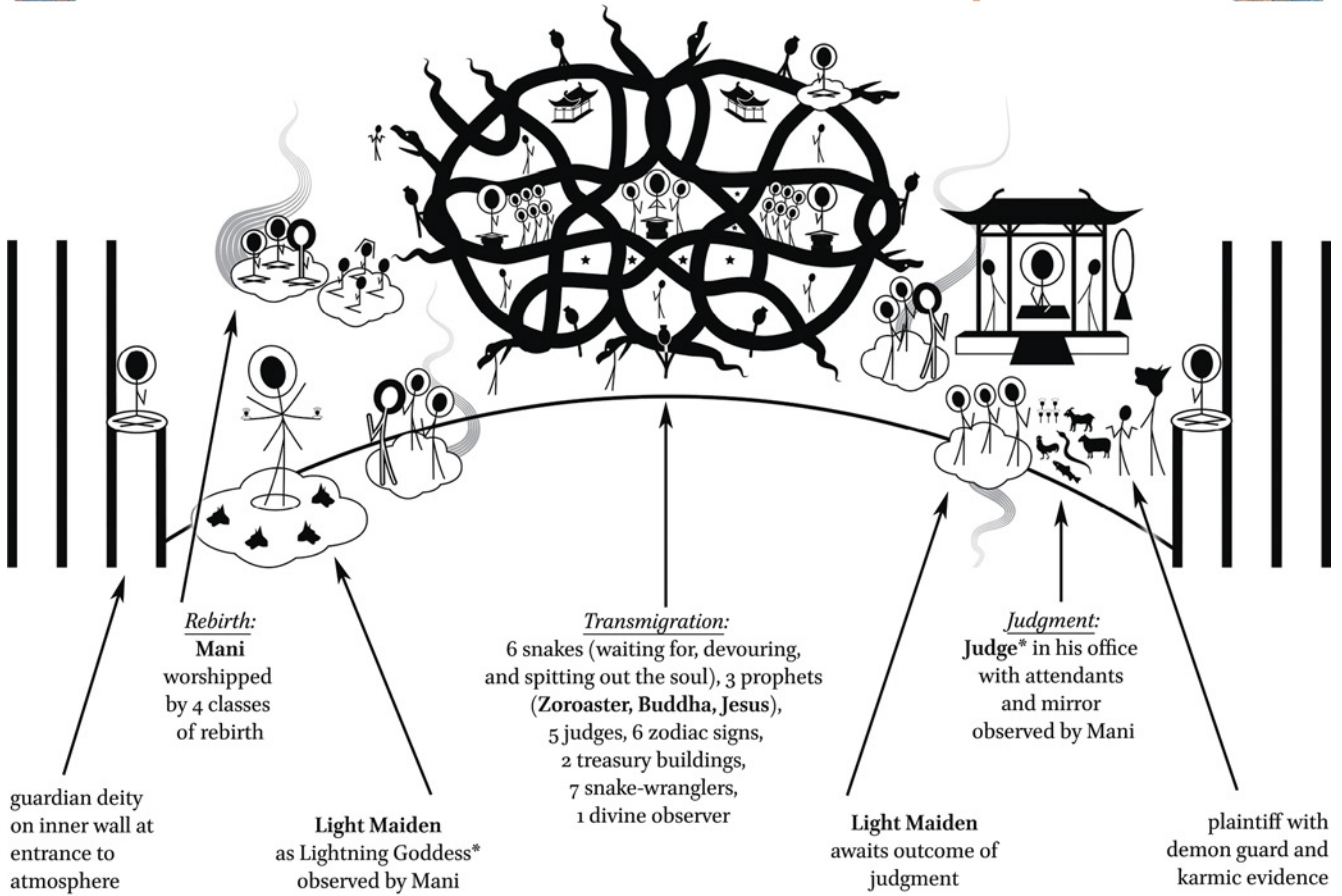 Rebirth:
Mani
worshipped
by 4 classes
of rebirth
Transmigration:
6 snakes (waiting for, devouring,
and spitting out the soul), 3 prophets
(Zoroaster, Buddha, Jesus),
5 judges, 6 zodiac signs,
2 treasury buildings,
7 snake-wranglers,
1 divine observer
Judgment:
Judge* in his office
with attendants
and mirror
observed by Mani
guardian deity
on inner wall at
entrance to
atmosphere
Light Maiden
as Lightning Goddess*
observed by Mani
Light Maiden
awaits outcome of
judgment
plaintiff with
demon guard and
karmic evidence